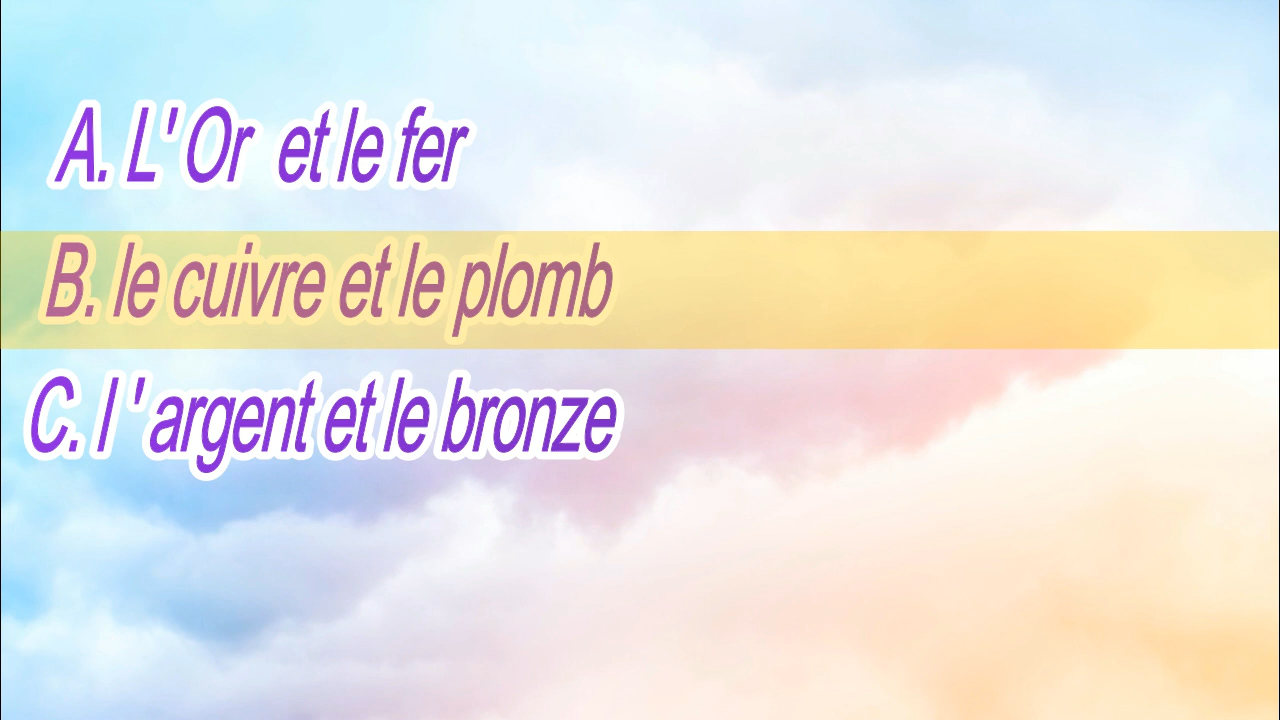 A. L' Or et le fer
B. le cuivre et le plomb
C. l ' argent et le bronze